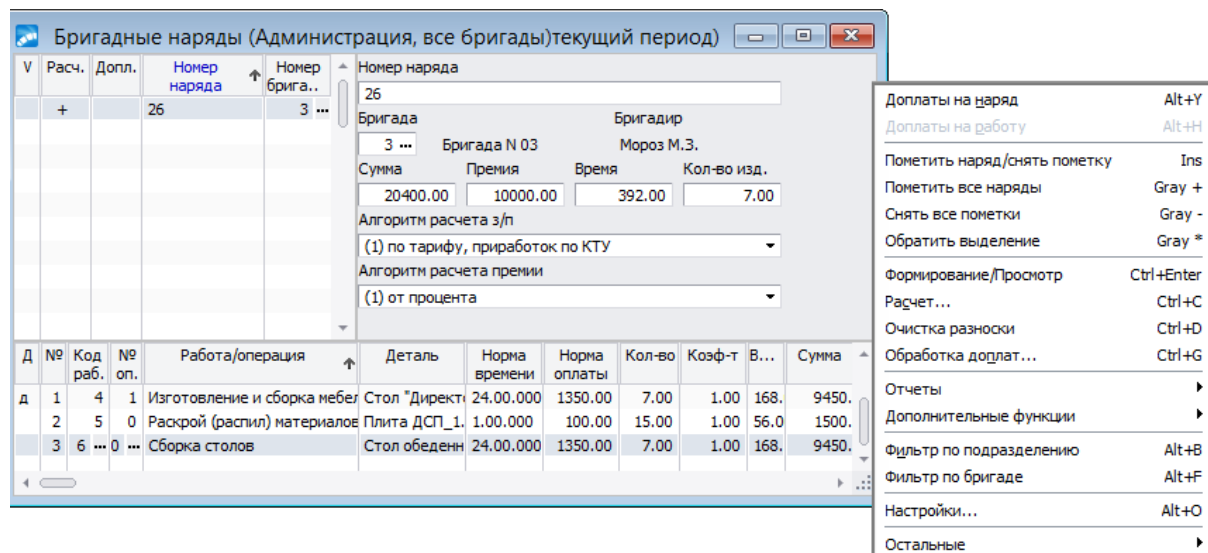 Бригадные наряды (Администрация, все бригады)текущий период)
V Расч. Допл. Номер наряда Номер брига..
+ 26 3 ...
Номер наряда
26
Бригада Бригадир
3 ... Бригада N 03 Мороз М.З.
Сумма Премия Время Кол-во изд.
20400.00 10000.00 392.00 7.00
Алгоритм расчета з/п
(1) по тарифу, приработок по КТУ
Алгоритм расчета премии
(1) от процента
Д № Код раб. № оп. Работа/операция Деталь Норма времени Норма оплаты Кол-во Коэф-т В... Сумма
д 1 4 1 Изготовление и сборка мебел Стол "Директ 24.00.000 1350.00 7.00 1.00 168. 9450.
2 5 0 Раскрой (распил) материалов Плита ДСП_1. 1.00.000 100.00 15.00 1.00 56.0 1500.
3 6 ... 0 ... Сборка столов Стол обеденн 24.00.000 1350.00 7.00 1.00 168. 9450.
Доплаты на наряд Alt+Y
Доплаты на работу Alt+H
Пометить наряд/снять пометку Ins
Пометить все наряды Gray +
Снять все пометки Gray -
Обратить выделение Gray *
Формирование/Просмотр Ctrl+Enter
Расчет... Ctrl+C
Очистка разноски Ctrl+D
Обработка доплат... Ctrl+G
Отчеты
Дополнительные функции
Фильтр по подразделению Alt+B
Фильтр по бригаде Alt+F
Настройки... Alt+O
Остальные